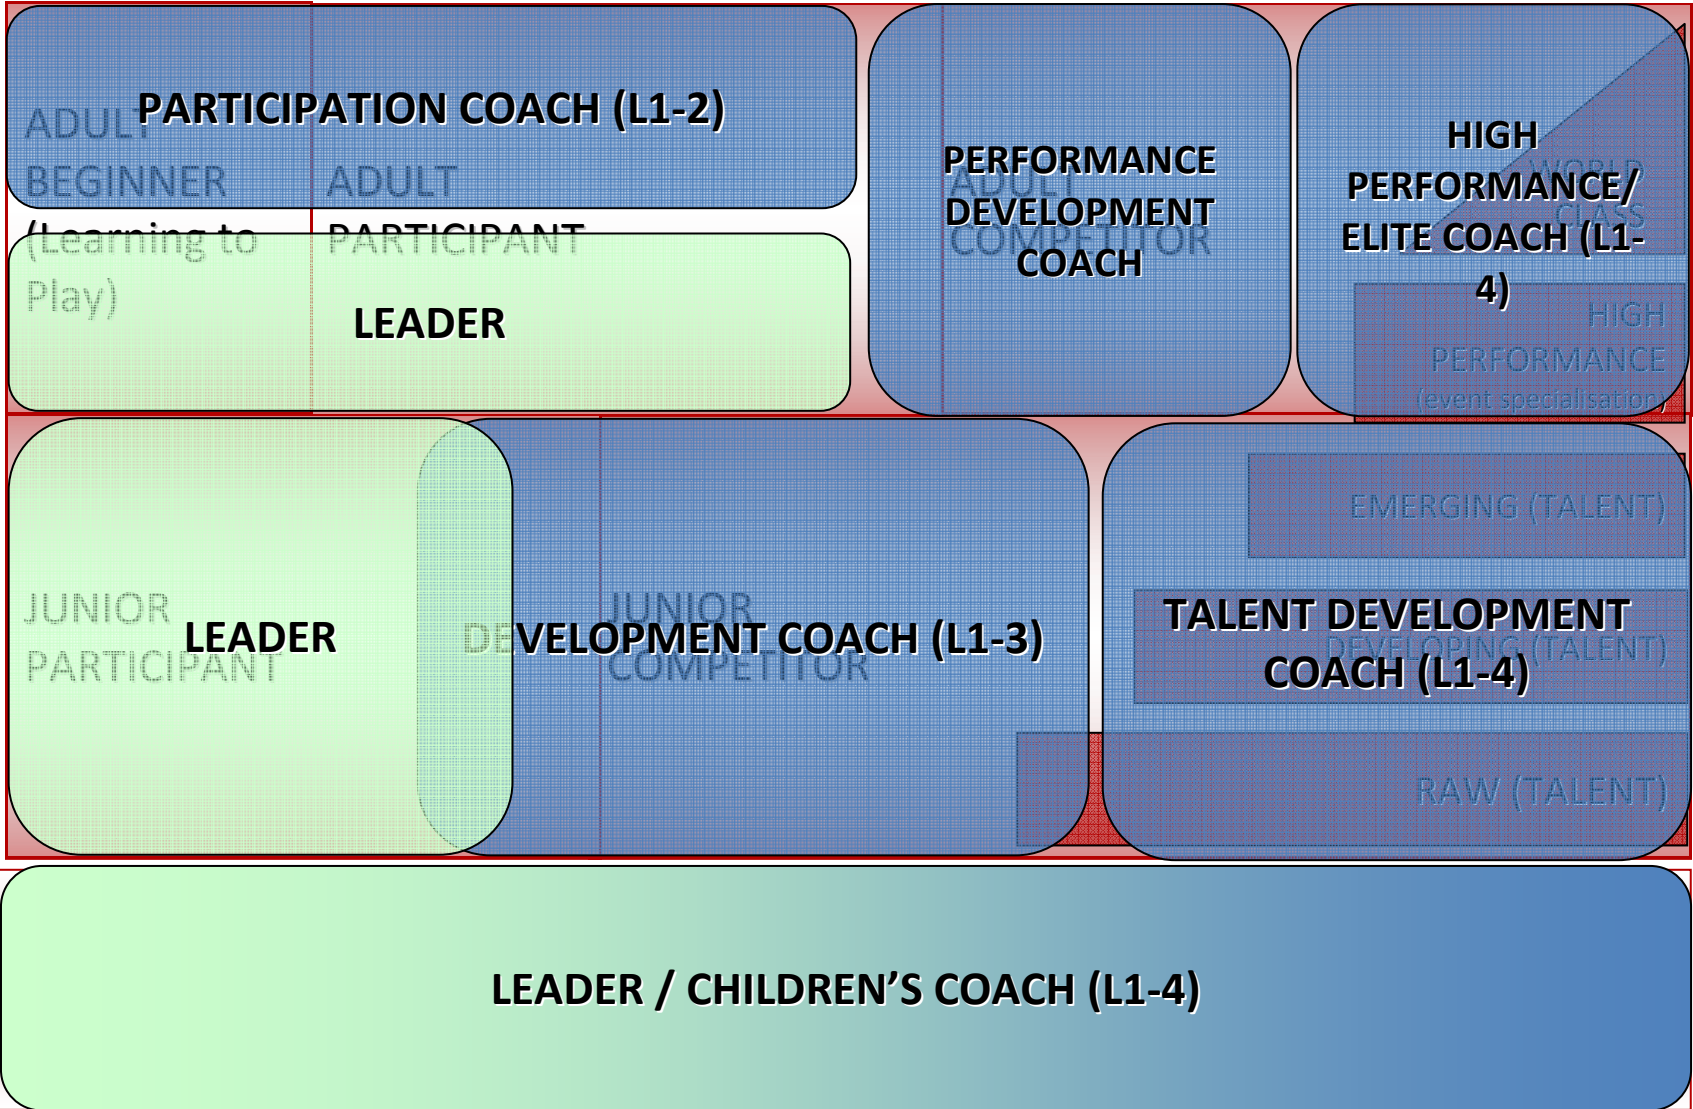 PARTICIPATION COACH (L1-2)
ADULT
BEGINNER
(Learning to
Play)
ADULT
PARTICIPANT
LEADER
PERFORMANCE
DEVELOPMENT
COACH
ADULT
COMPETITOR
HIGH
PERFORMANCE/
ELITE COACH (L1-
4)
WORLD
CLASS
HIGH
PERFORMANCE
(event specialisation)
LEADER
JUNIOR
PARTICIPANT
DEVELOPMENT COACH (L1-3)
JUNIOR
COMPETITOR
EMERGING (TALENT)
TALENT DEVELOPMENT
COACH (L1-4)
DEVELOPING (TALENT)
RAW (TALENT)
LEADER / CHILDREN’S COACH (L1-4)